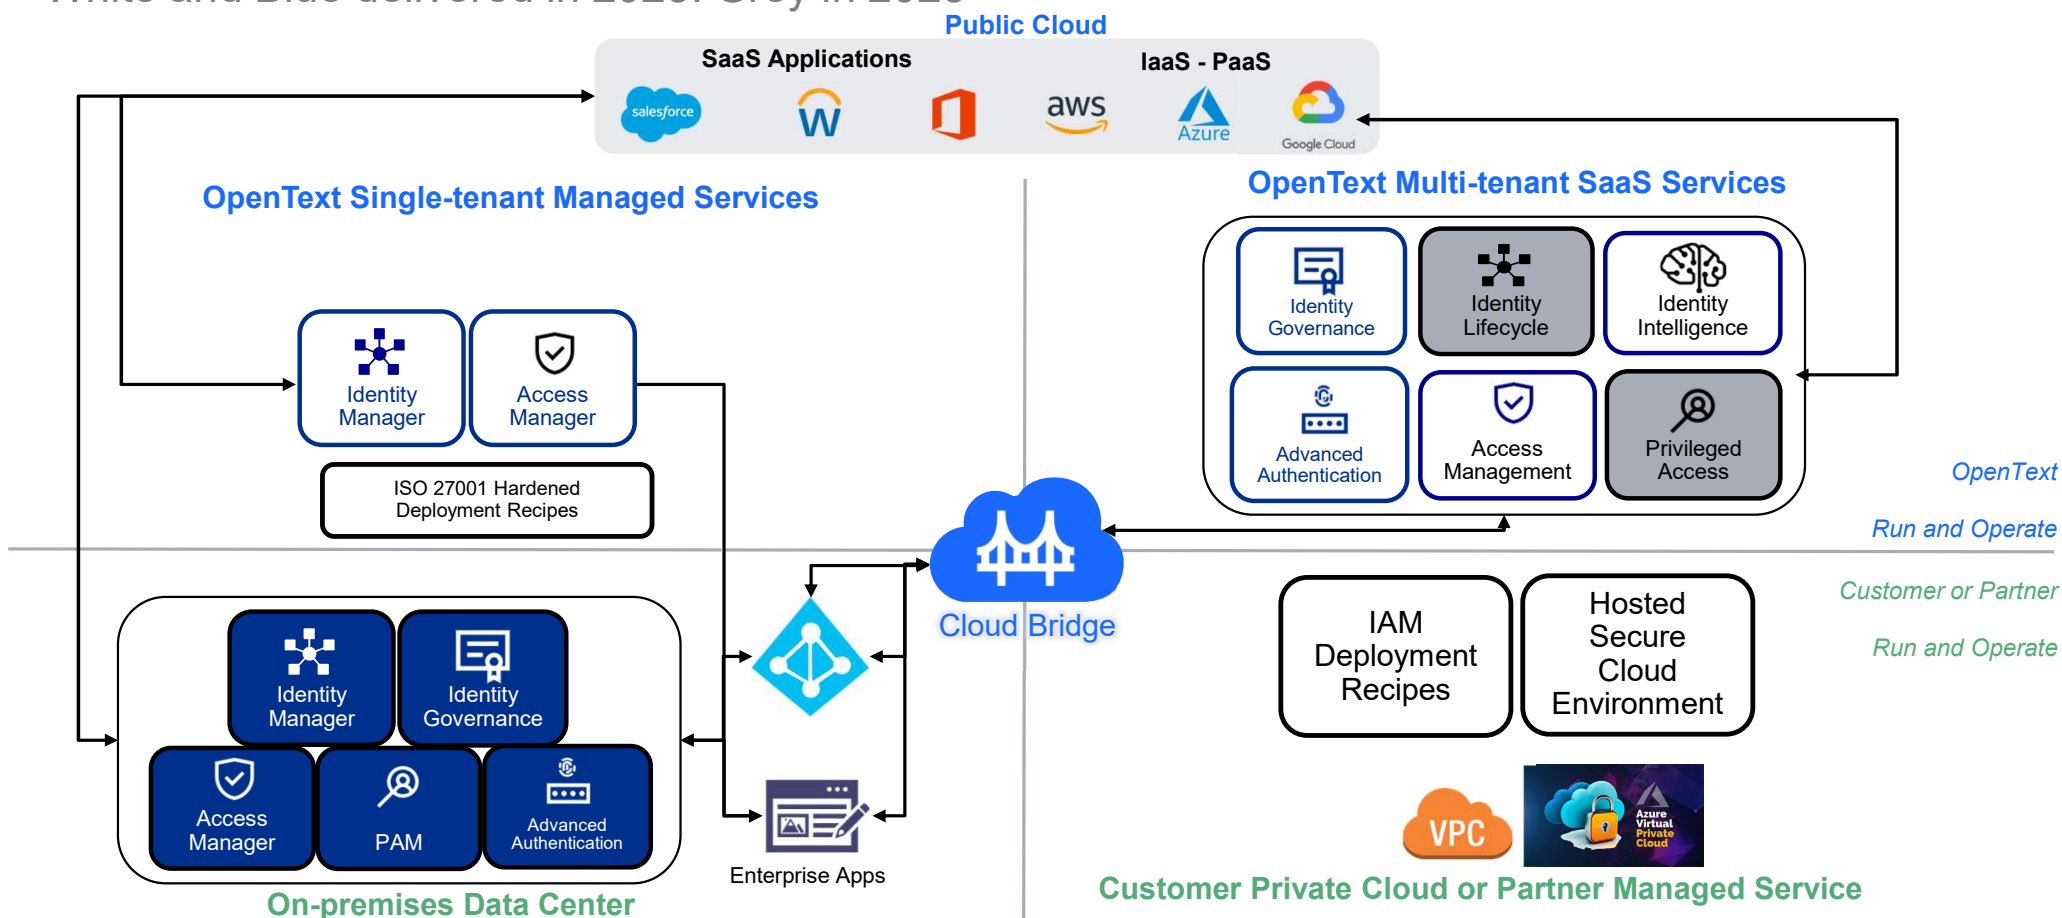 Public Cloud
SaaS Applications
IaaS - PaaS
salesforce
W
aws
Azure
Google Cloud
OpenText Single-tenant Managed Services
OpenText Multi-tenant SaaS Services
Identity
Manager
Access
Manager
ISO 27001 Hardened
Deployment Recipes
Identity
Governance
Identity
Lifecycle
Identity
Intelligence
Advanced
Authentication
Access
Management
Privileged
Access
OpenText
Run and Operate
Cloud Bridge
Customer or Partner
Run and Operate
Identity
Manager
Identity
Governance
Access
Manager
PAM
Advanced
Authentication
On-premises Data Center
Enterprise Apps
IAM
Deployment
Recipes
Hosted
Secure
Cloud
Environment
VPC
Azure
Virtual
Private
Cloud
Customer Private Cloud or Partner Managed Service